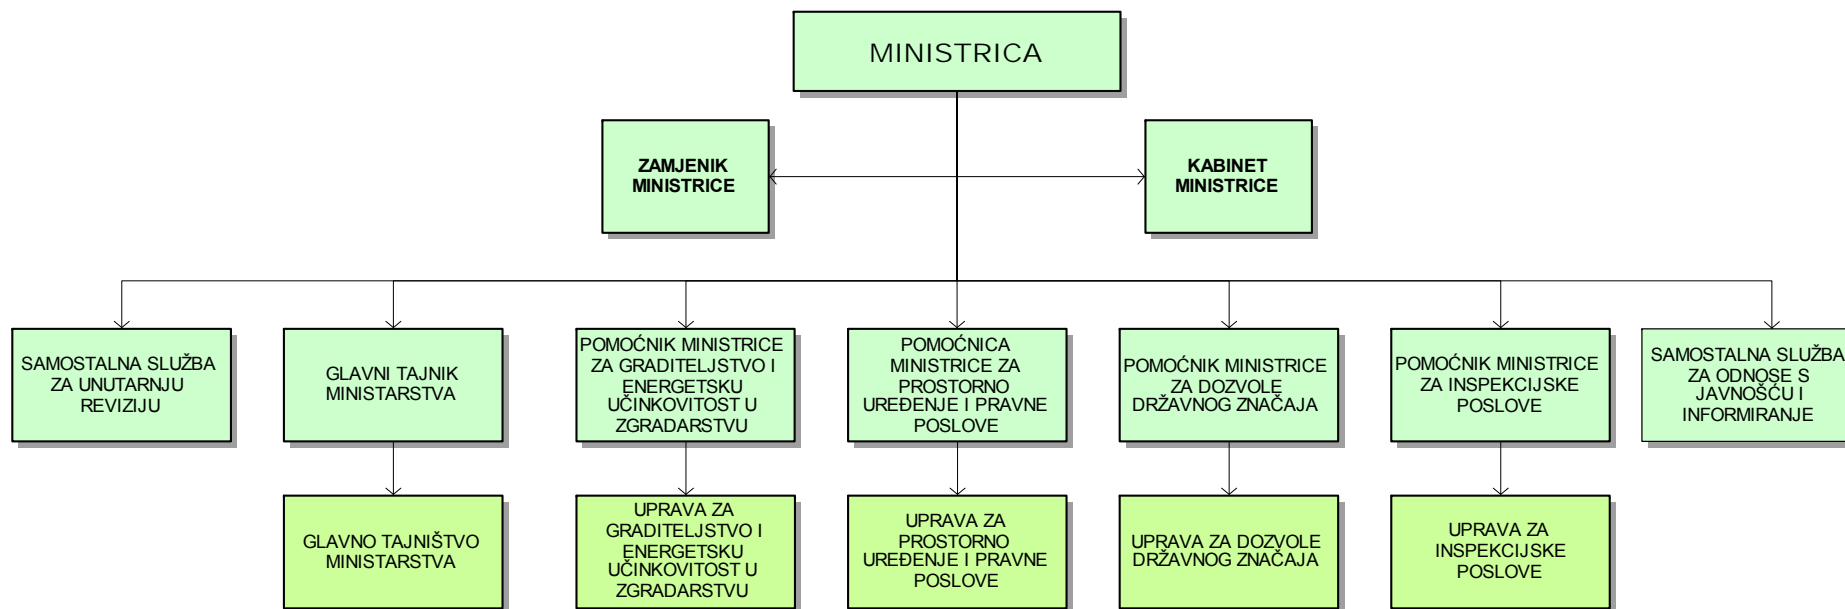 MINISTRICA
ZAMJENIK
MINISTRICE
KABINET
MINISTRICE
SAMOSTALNA SLUŽBA
ZA UNUTARNJU
REVIZIJU
GLAVNI TAJNIK
MINISTARSTVA
POMOĆNIK MINISTRICE
ZA GRADITELJSTVO I
ENERGETSKU
UČINKOVITOST U
ZGRADARSTVU
POMOĆNICA
MINISTRICE ZA
PROSTORNO
UREĐENJE I PRAVNE
POSLOVE
POMOĆNIK MINISTRICE
ZA DOZVOLE
DRŽAVNOG ZNAČAJA
POMOĆNIK MINISTRICE
ZA INSPEKCIJSKE
POSLOVE
SAMOSTALNA SLUŽBA
ZA ODNOSE S
JAVNOŠĆU I
INFORMIRANJE
GLAVNO TAJNIŠTVO
MINISTARSTVA
UPRAVA ZA
GRADITELJSTVO I
ENERGETSKU
UČINKOVITOST U
ZGRADARSTVU
UPRAVA ZA
PROSTORNO
UREĐENJE I PRAVNE
POSLOVE
UPRAVA ZA DOZVOLE
DRŽAVNOG ZNAČAJA
UPRAVA ZA
INSPEKCIJSKE
POSLOVE